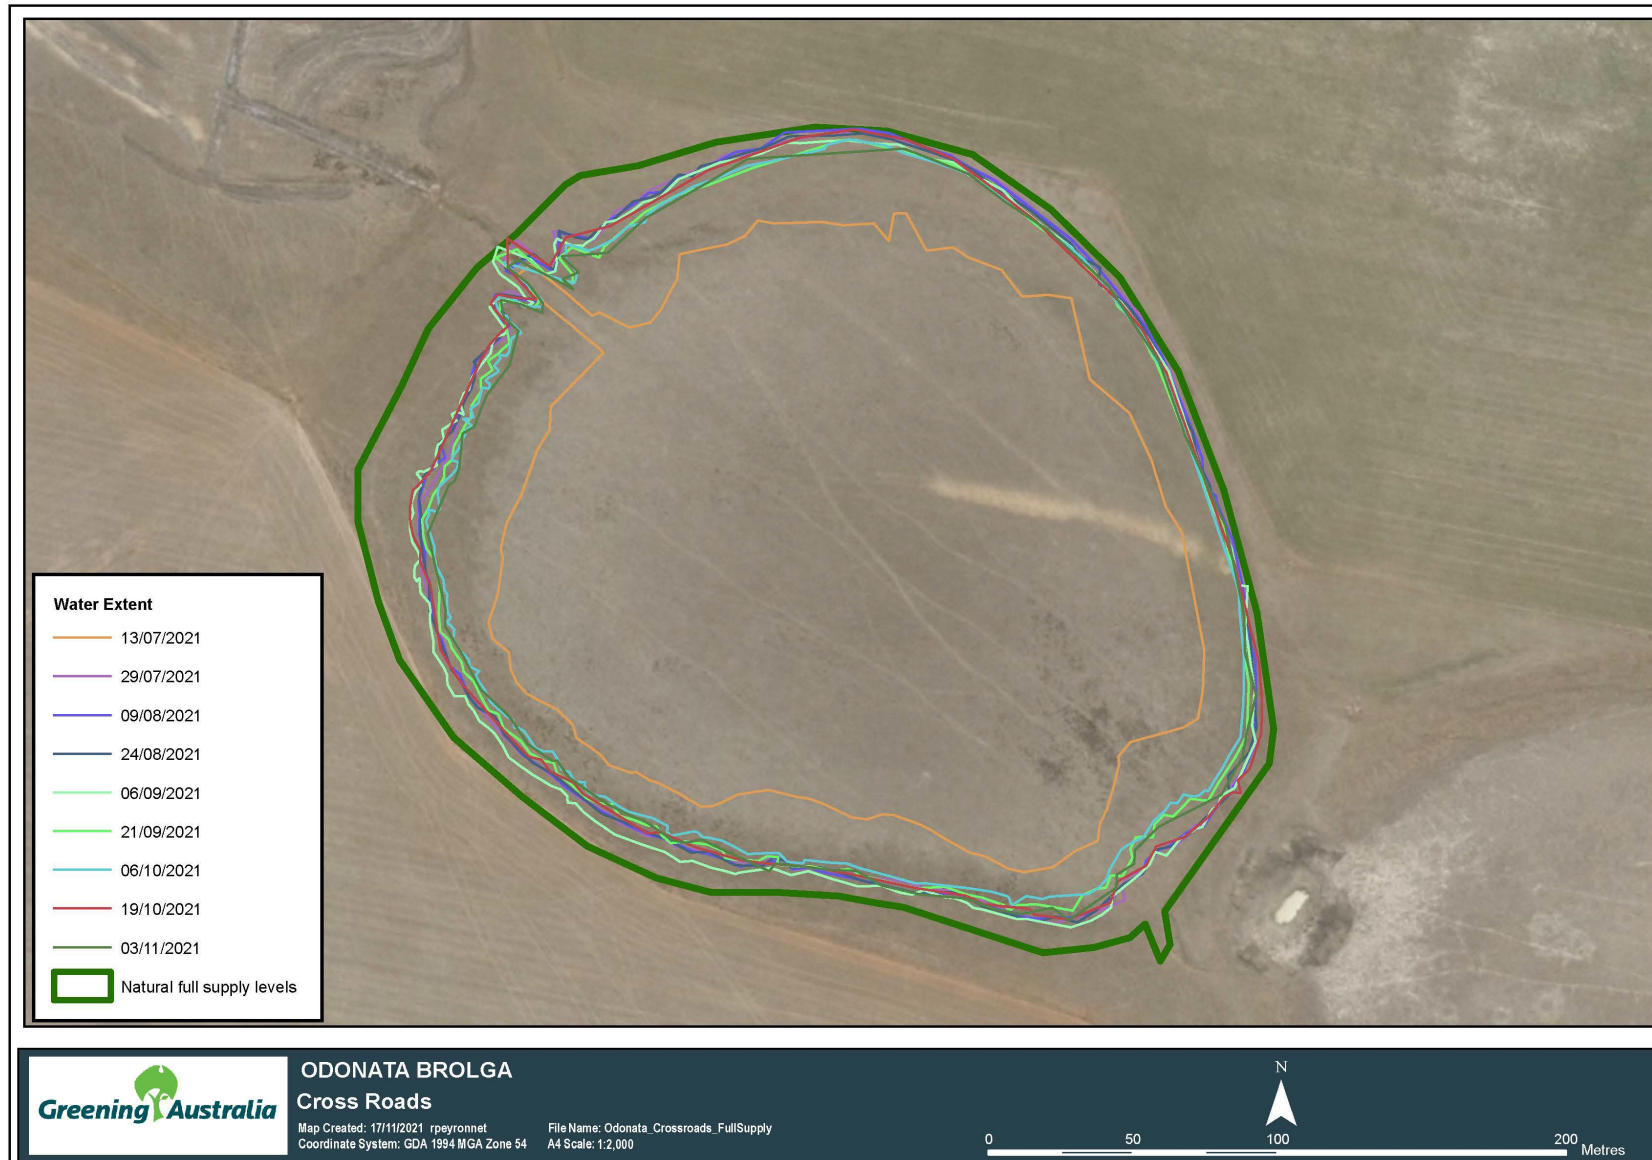 Water Extent
13/07/2021
29/07/2021
09/08/2021
24/08/2021
06/09/2021
21/09/2021
06/10/2021
19/10/2021
03/11/2021
Natural full supply levels
Greening Australia
ODONATA BROLGA
Cross Roads
Map Created: 17/11/2021 rpeyronnet
Coordinate System: GDA 1994 MGA Zone 54
File Name: Odonata_Crossroads_FullSupply
A4 Scale: 1:2,000
N
0 50 100 200 Metres